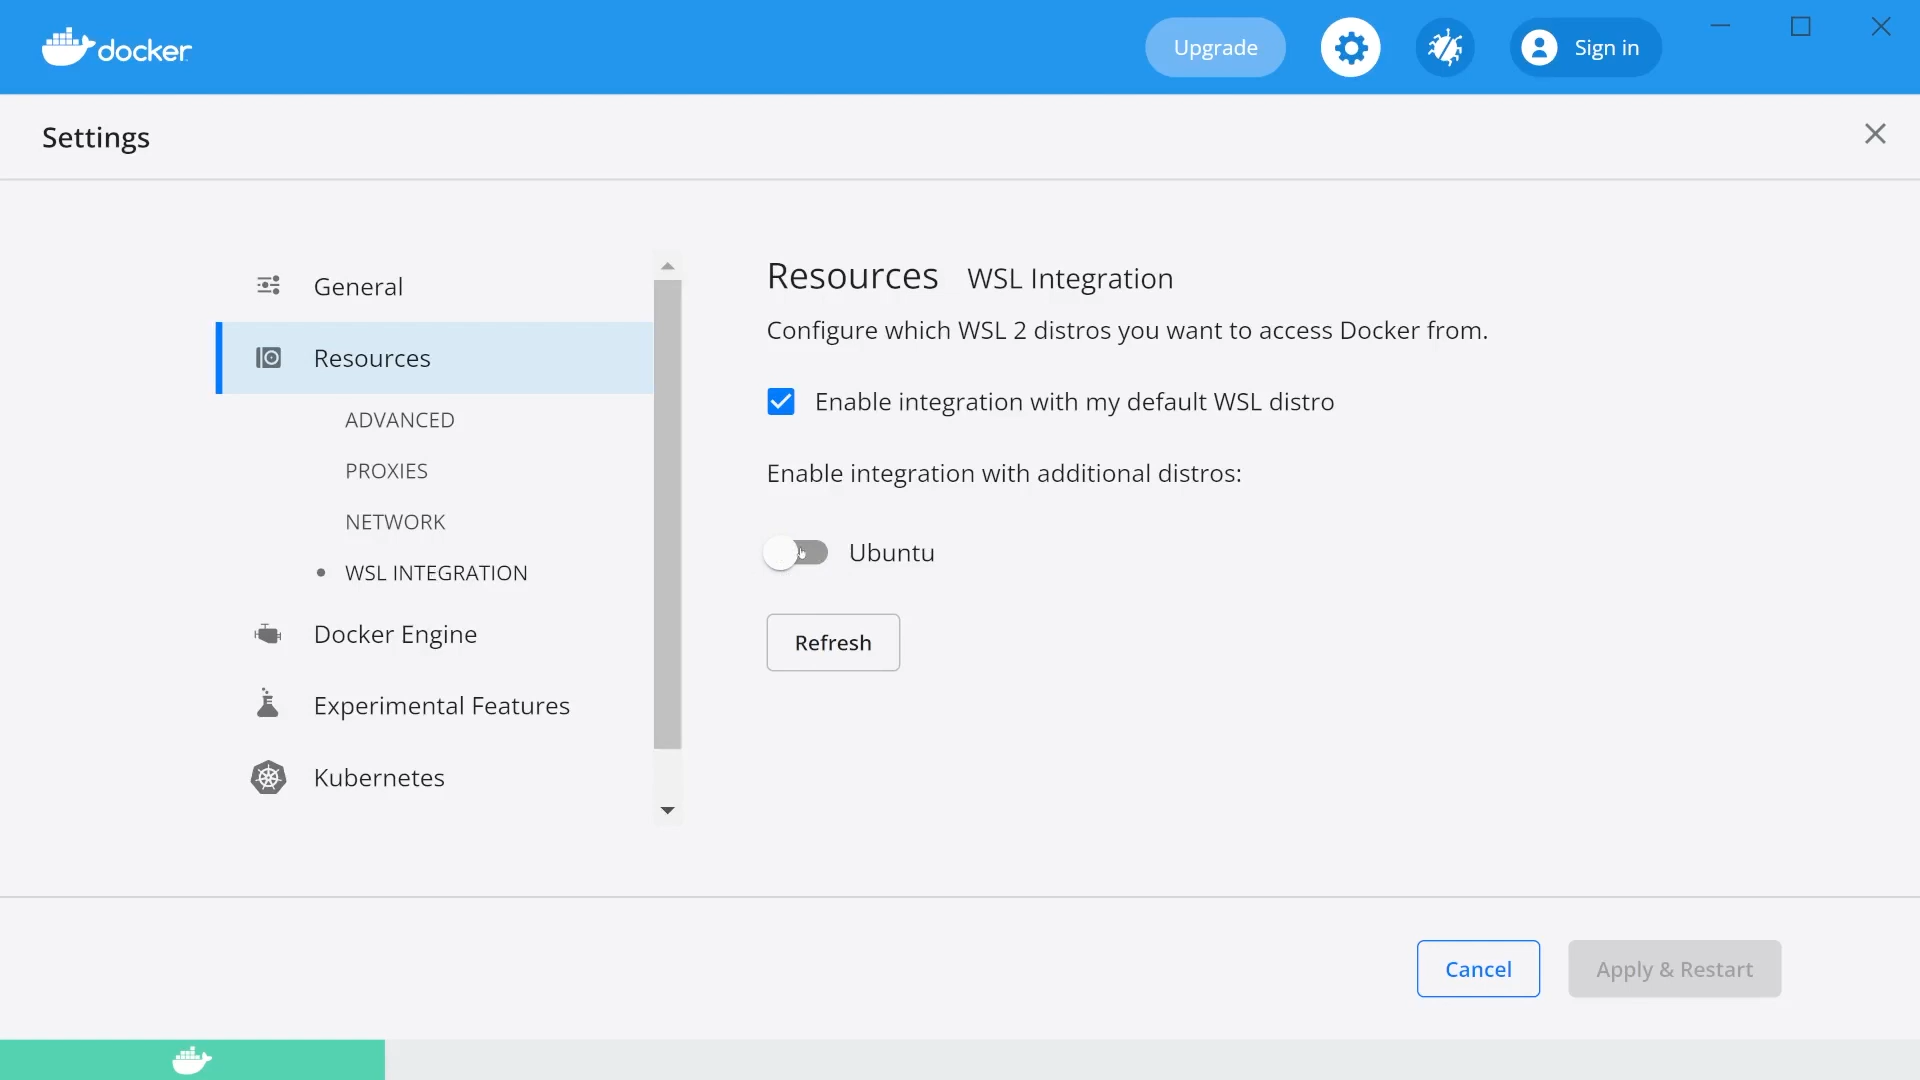 docker
Upgrade
Sign in
Settings
General
Resources
ADVANCED
PROXIES
NETWORK
WSL INTEGRATION
Docker Engine
Experimental Features
Kubernetes
Resources WSL Integration
Configure which WSL 2 distros you want to access Docker from.
Enable integration with my default WSL distro
Enable integration with additional distros:
Ubuntu
Refresh
Cancel
Apply & Restart